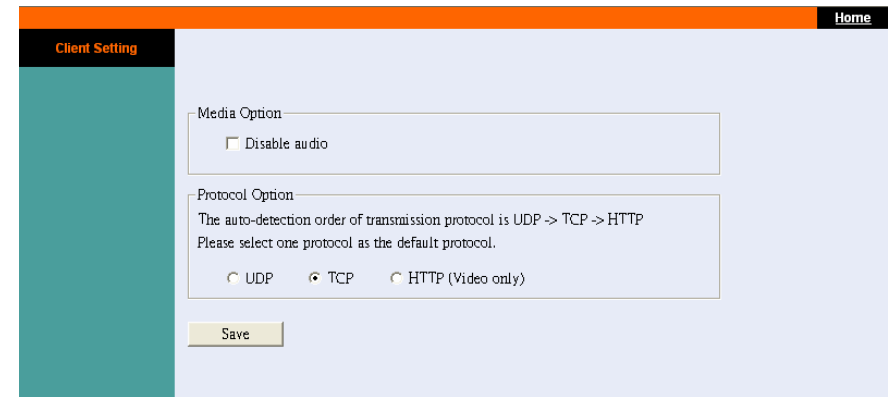 Home
Client Setting
Media Option
Disable audio
Protocol Option
The auto-detection order of transmission protocol is UDP -> TCP -> HTTP
Please select one protocol as the default protocol.
UDP TCP HTTP (Video only)
Save